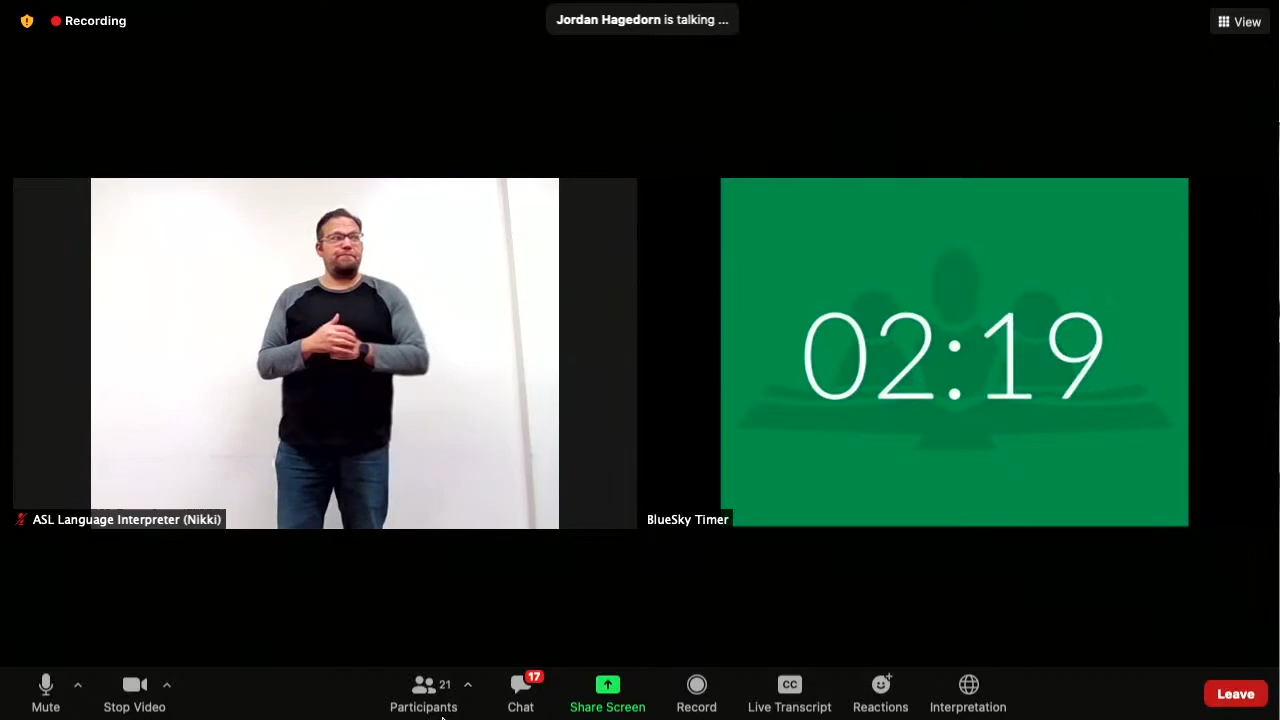 Recording
Jordan Hagedorn is talking ...
View
02:19
ASL Language Interpreter (Nikki)
BlueSky Timer
Mute
Stop Video
Participants
21
Chat
17
Share Screen
Record
CC
Live Transcript
Reactions
Interpretation
Leave